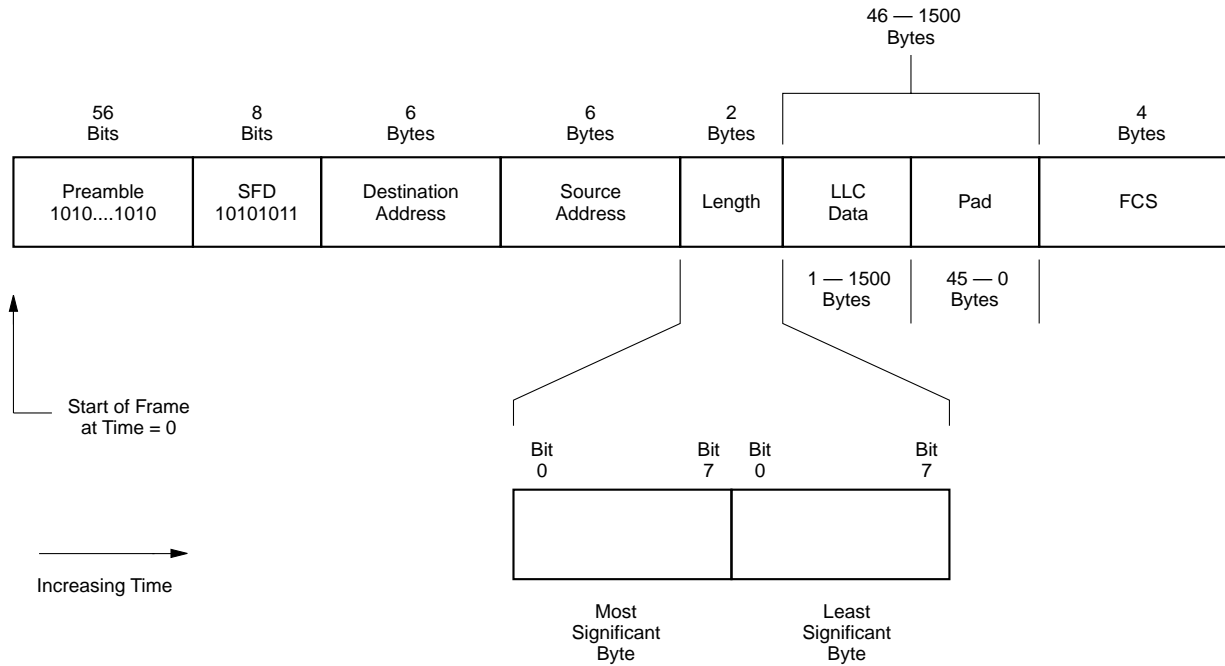 46 — 1500
Bytes
56
Bits
8
Bits
6
Bytes
6
Bytes
2
Bytes
4
Bytes
Preamble
1010....1010
SFD
10101011
Destination
Address
Source
Address
Length
LLC
Data
Pad
FCS
1 — 1500
Bytes
45 — 0
Bytes
Start of Frame
at Time = 0
Bit
0
Bit
7
Bit
0
Bit
7
Increasing Time
Most
Significant
Byte
Least
Significant
Byte